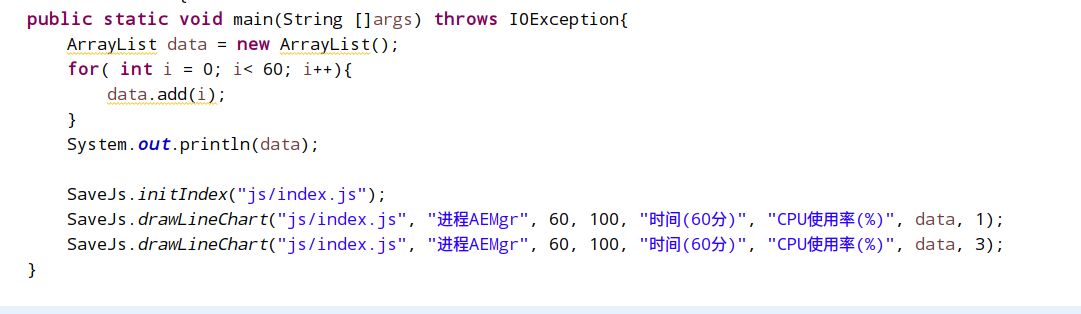 public static void main(String []args) throws IOException{
ArrayList data = new ArrayList();
for( int i = 0; i< 60; i++){
data.add(i);
}
System.out.println(data);
SaveJs.initIndex("js/index.js");
SaveJs.drawLineChart("js/index.js", "进程AEMgr", 60, 100, "时间(60分)", "CPU使用率(%)", data, 1);
SaveJs.drawLineChart("js/index.js", "进程AEMgr", 60, 100, "时间(60分)", "CPU使用率(%)", data, 3);
}